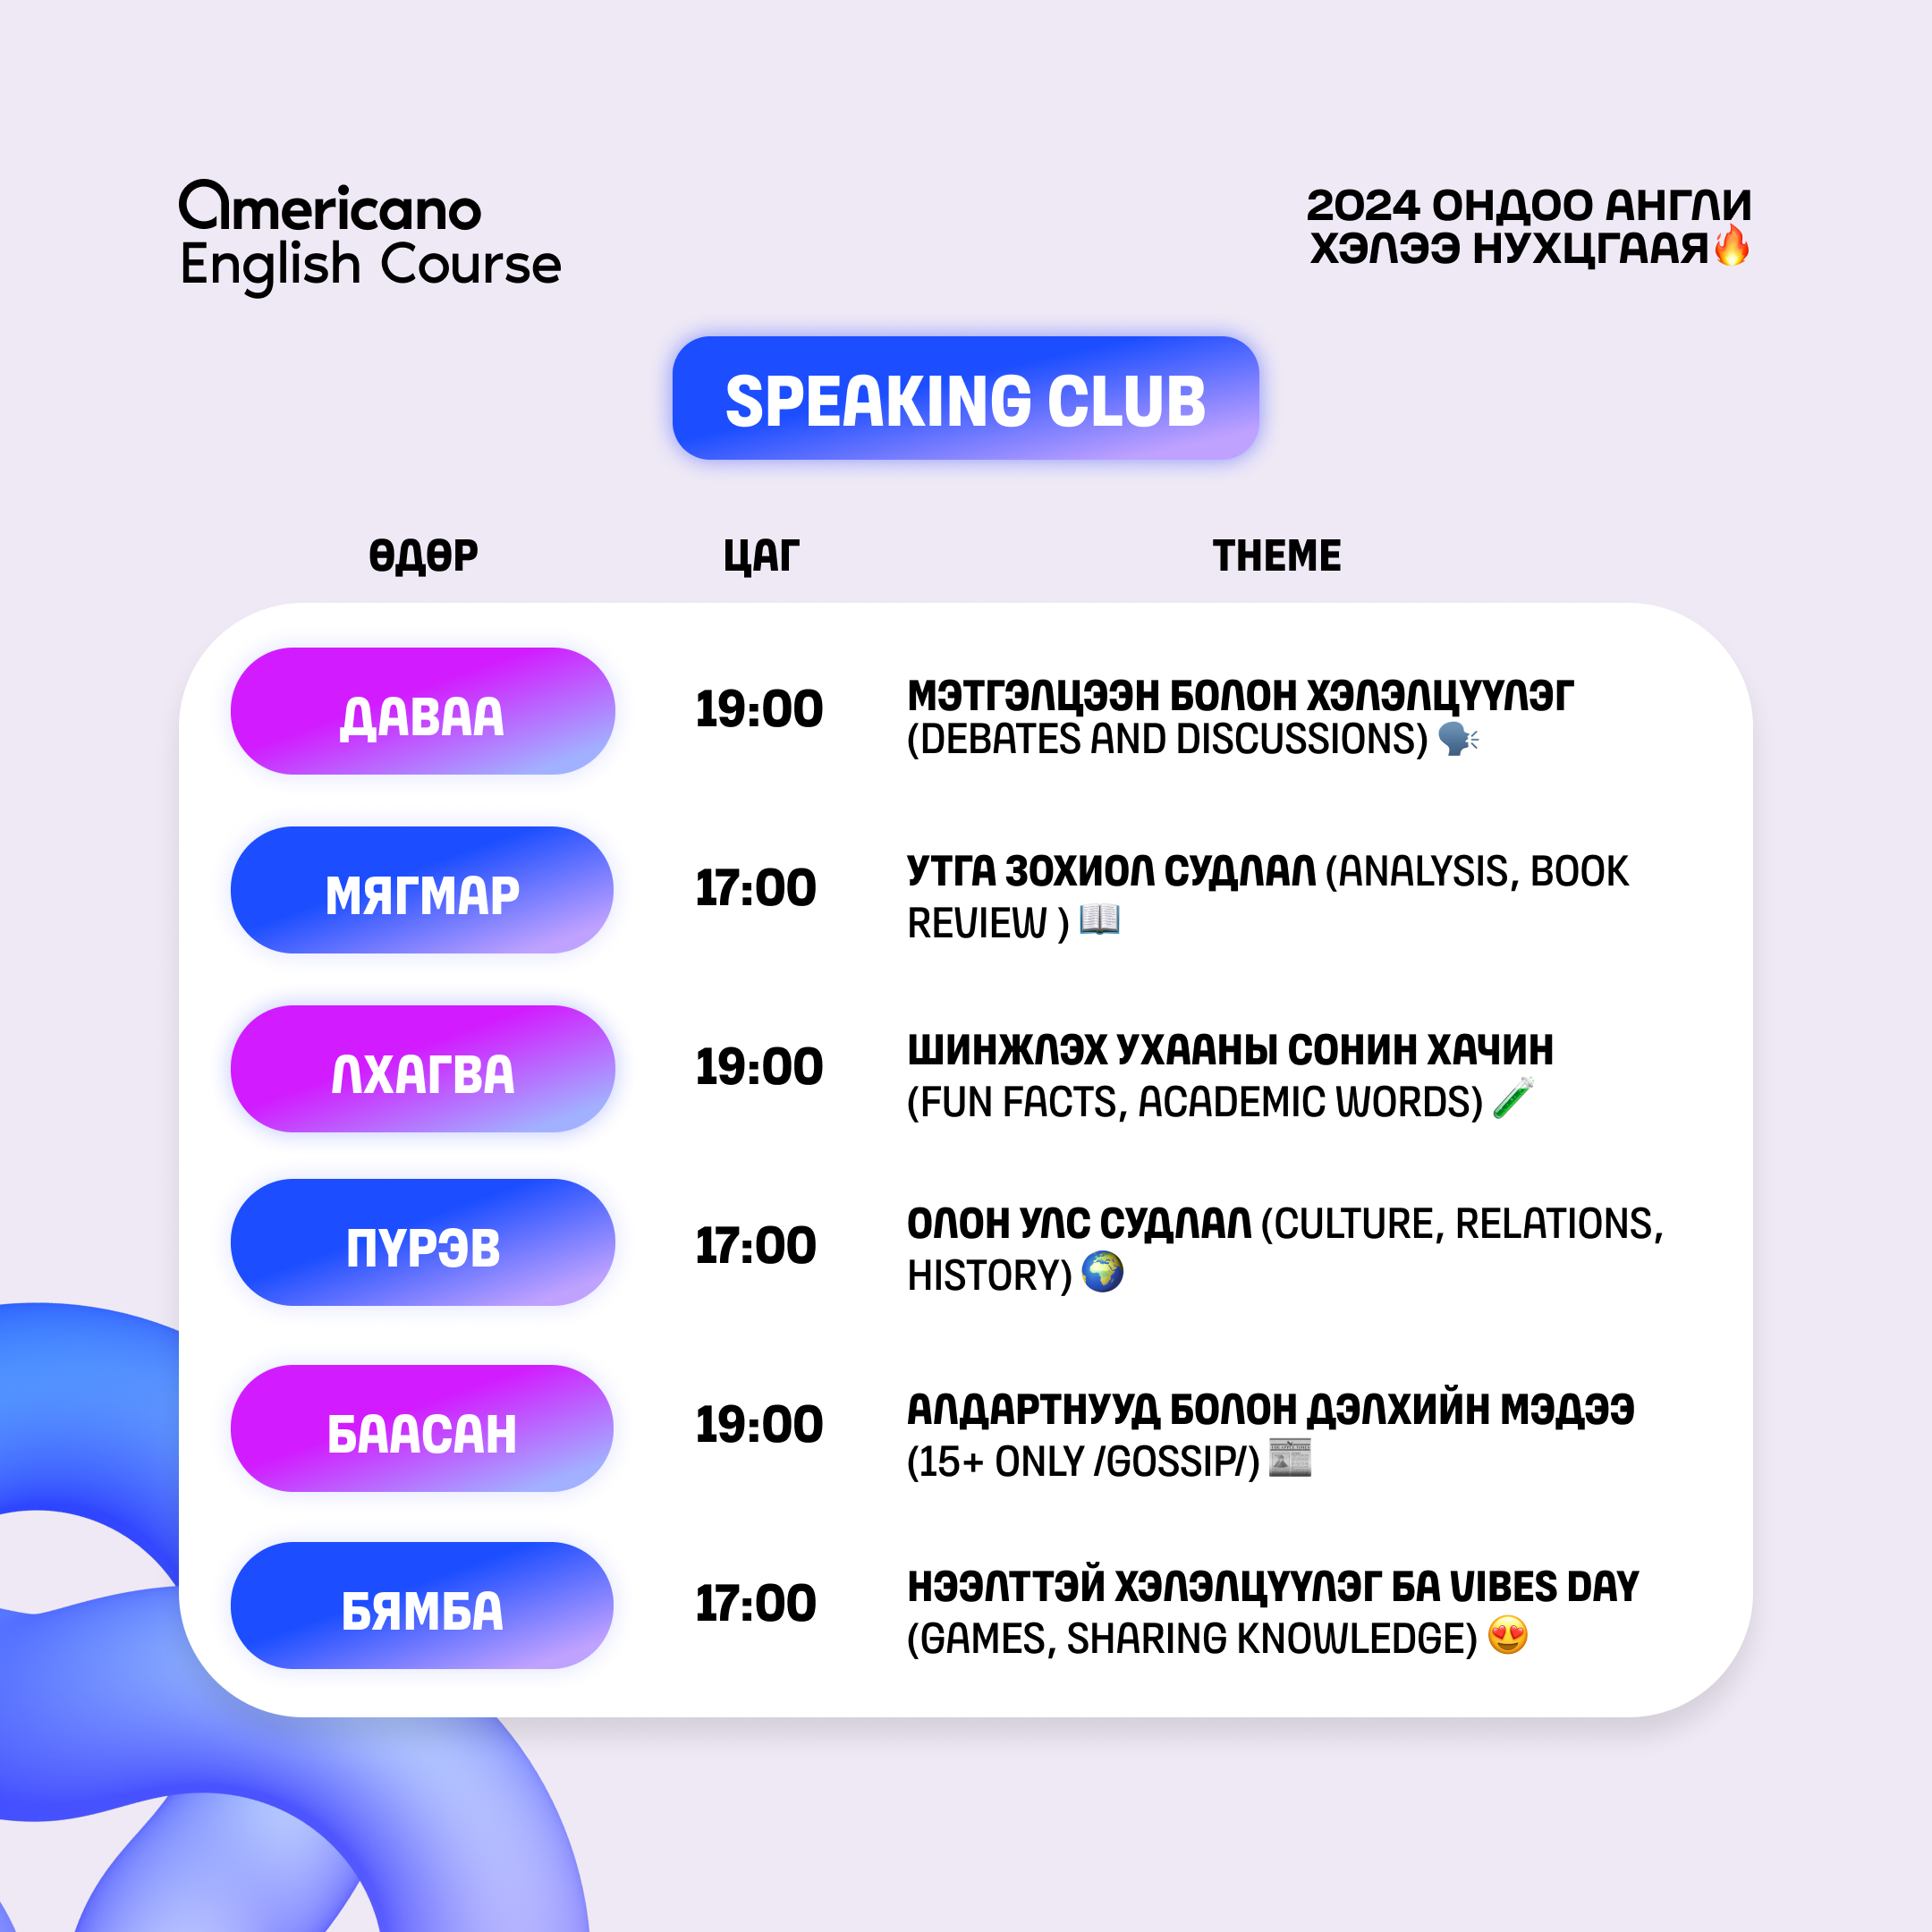 americano
English Course
2024 ОНДОО АНГЛИ
ХЭЛЭЭ НУХЦГААЯ🔥
SPEAKING CLUB
ӨДӨР ЦАГ THEME
ДАВАА 19:00 МЭТГЭЛЦЭЭН БОЛОН ХЭЛЭЛЦҮҮЛЭГ
(DEBATES AND DISCUSSIONS) 🗣️
МЯГМАР 17:00 УТГА ЗОХИОЛ СУДЛАЛ (ANALYSIS, BOOK
REVIEW ) 📖
ЛХАГВА 19:00 ШИНЖЛЭХ УХААНЫ СОНИН ХАЧИН
(FUN FACTS, ACADEMIC WORDS) 🧪
ПҮРЭВ 17:00 ОЛОН УЛС СУДЛАЛ (CULTURE, RELATIONS,
HISTORY) 🌍
БААСАН 19:00 АЛДАРТНУУД БОЛОН ДЭЛХИЙН МЭДЭЭ
(15+ ONLY /GOSSIP/) 📰
БЯМБА 17:00 НЭЭЛТТЭЙ ХЭЛЭЛЦҮҮЛЭГ БА VIBES DAY
(GAMES, SHARING KNOWLEDGE) 😍